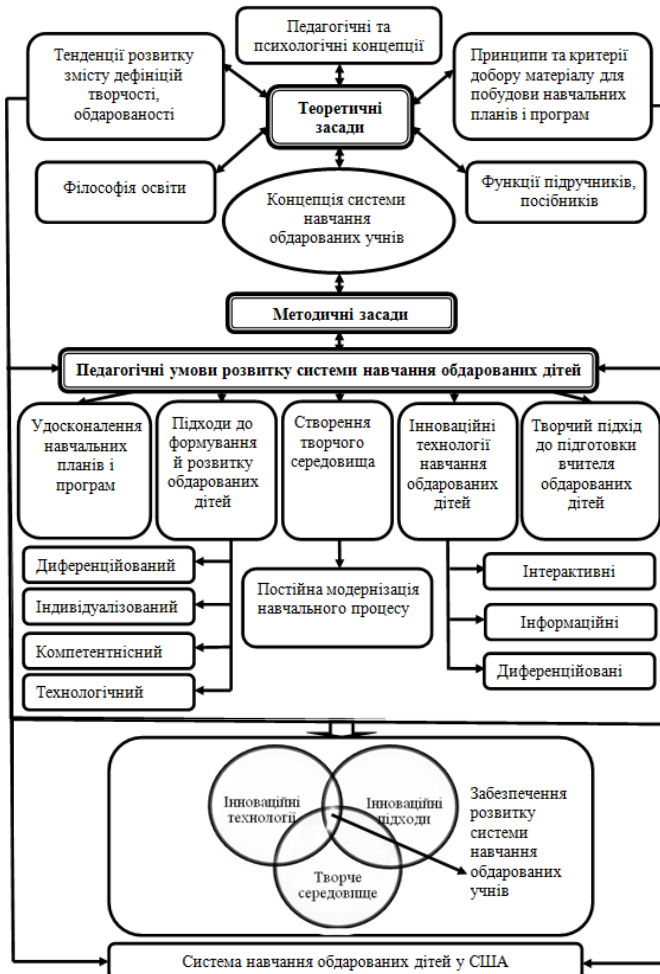 Педагогічні та
психологічні концепції
Тенденції розвитку
змісту дефініцій
творчості,
обдарованості
Принципи та критерії
добору матеріалу для
побудови навчальних
планів і програм
Теоретичні
засади
Філософія освіти
Функції підручників,
посібників
Концепція системи
навчання
обдарованих учнів
Методичні засади
Педагогічні умови розвитку системи навчання обдарованих дітей
Удосконалення
навчальних
планів і
програм
Підходи до
формування
й розвитку
обдарованих
дітей
Створення
творчого
середовища
Інноваційні
технології
навчання
обдарованих
дітей
Творчий підхід
до підготовки
вчителя
обдарованих
дітей
Диференційований
Індивідуалізований
Компетентнісний
Технологічний
Постійна модернізація
навчального процесу
Інтерактивні
Інформаційні
Диференційовані
Інноваційні
технології
Інноваційні
підходи
Творче
середовище
Забезпечення
розвитку
системи
навчання
обдарованих
учнів
Система навчання обдарованих дітей у США